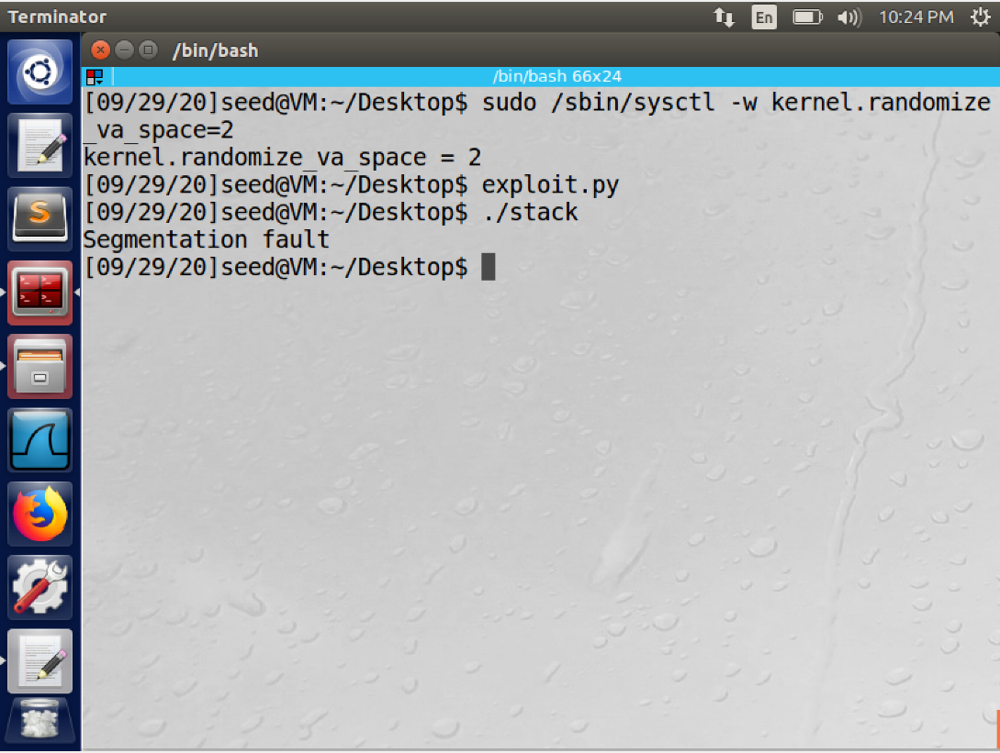 Terminator
En
10:24 PM
/bin/bash
/bin/bash 66x24
[09/29/20]seed@VM:~/Desktop$ sudo /sbin/sysctl -w kernel.randomize
_va_space=2
kernel.randomize_va_space = 2
[09/29/20]seed@VM:~/Desktop$ exploit.py
[09/29/20]seed@VM:~/Desktop$ ./stack
Segmentation fault
[09/29/20]seed@VM:~/Desktop$